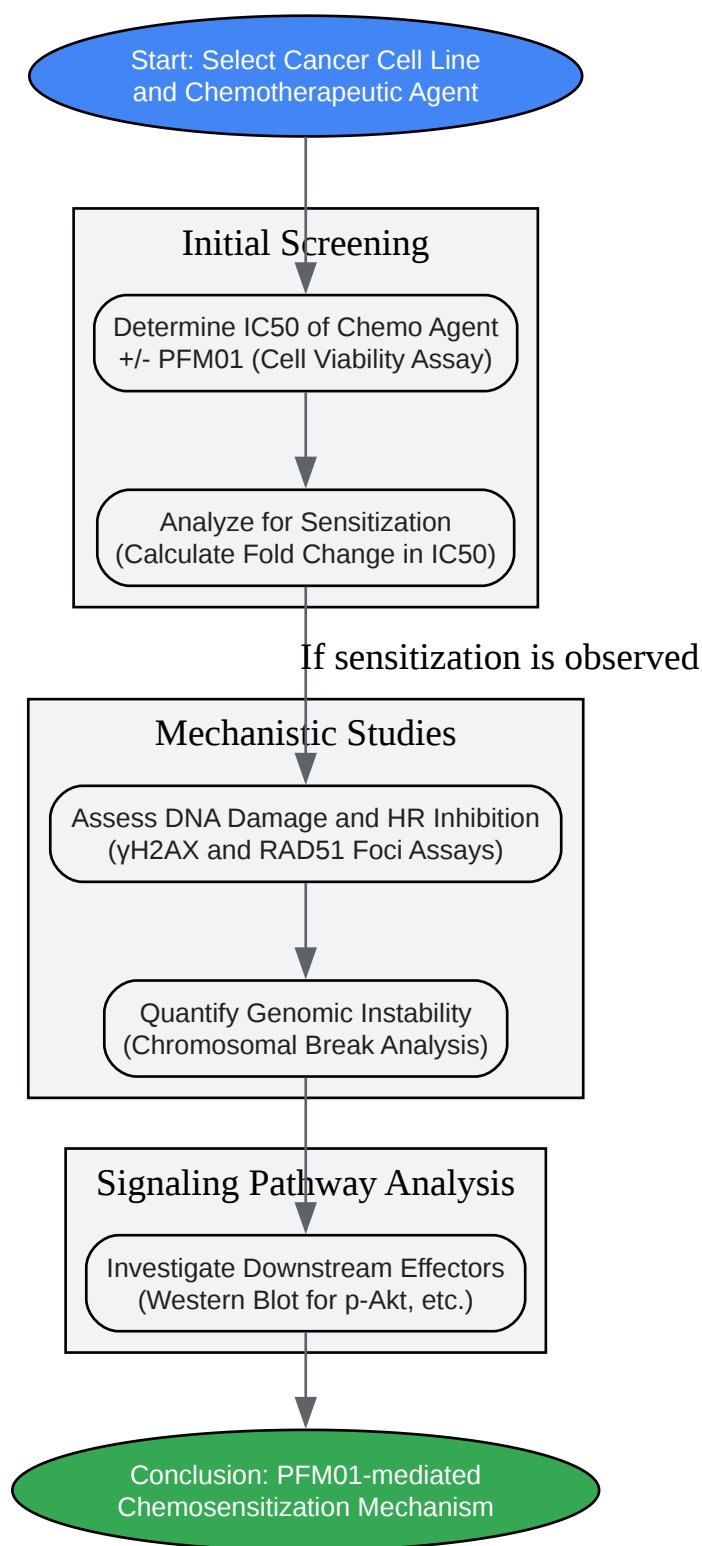 Start: Select Cancer Cell Line
and Chemotherapeutic Agent
Initial Screening
Determine IC50 of Chemo Agent
+/- PFM01 (Cell Viability Assay)
Analyze for Sensitization
(Calculate Fold Change in IC50)
If sensitization is observed
Mechanistic Studies
Assess DNA Damage and HR Inhibition
(γH2AX and RAD51 Foci Assays)
Quantify Genomic Instability
(Chromosomal Break Analysis)
Signaling Pathway Analysis
Investigate Downstream Effectors
(Western Blot for p-Akt, etc.)
Conclusion: PFM01-mediated
Chemosensitization Mechanism